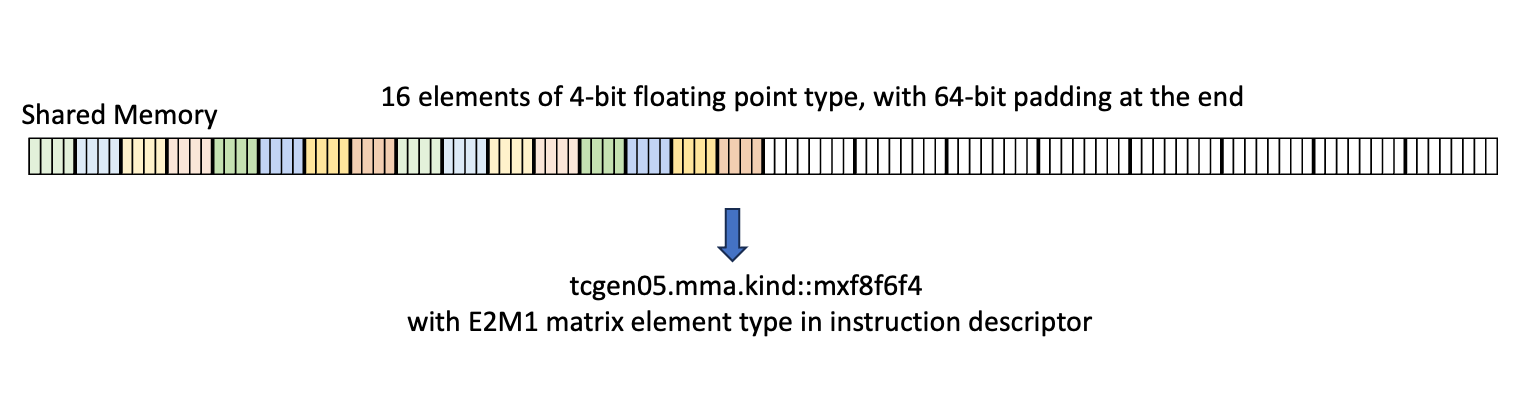 16 elements of 4-bit floating point type, with 64-bit padding at the end
Shared Memory
tcgen05.mma.kind::mxf8f6f4
with E2M1 matrix element type in instruction descriptor